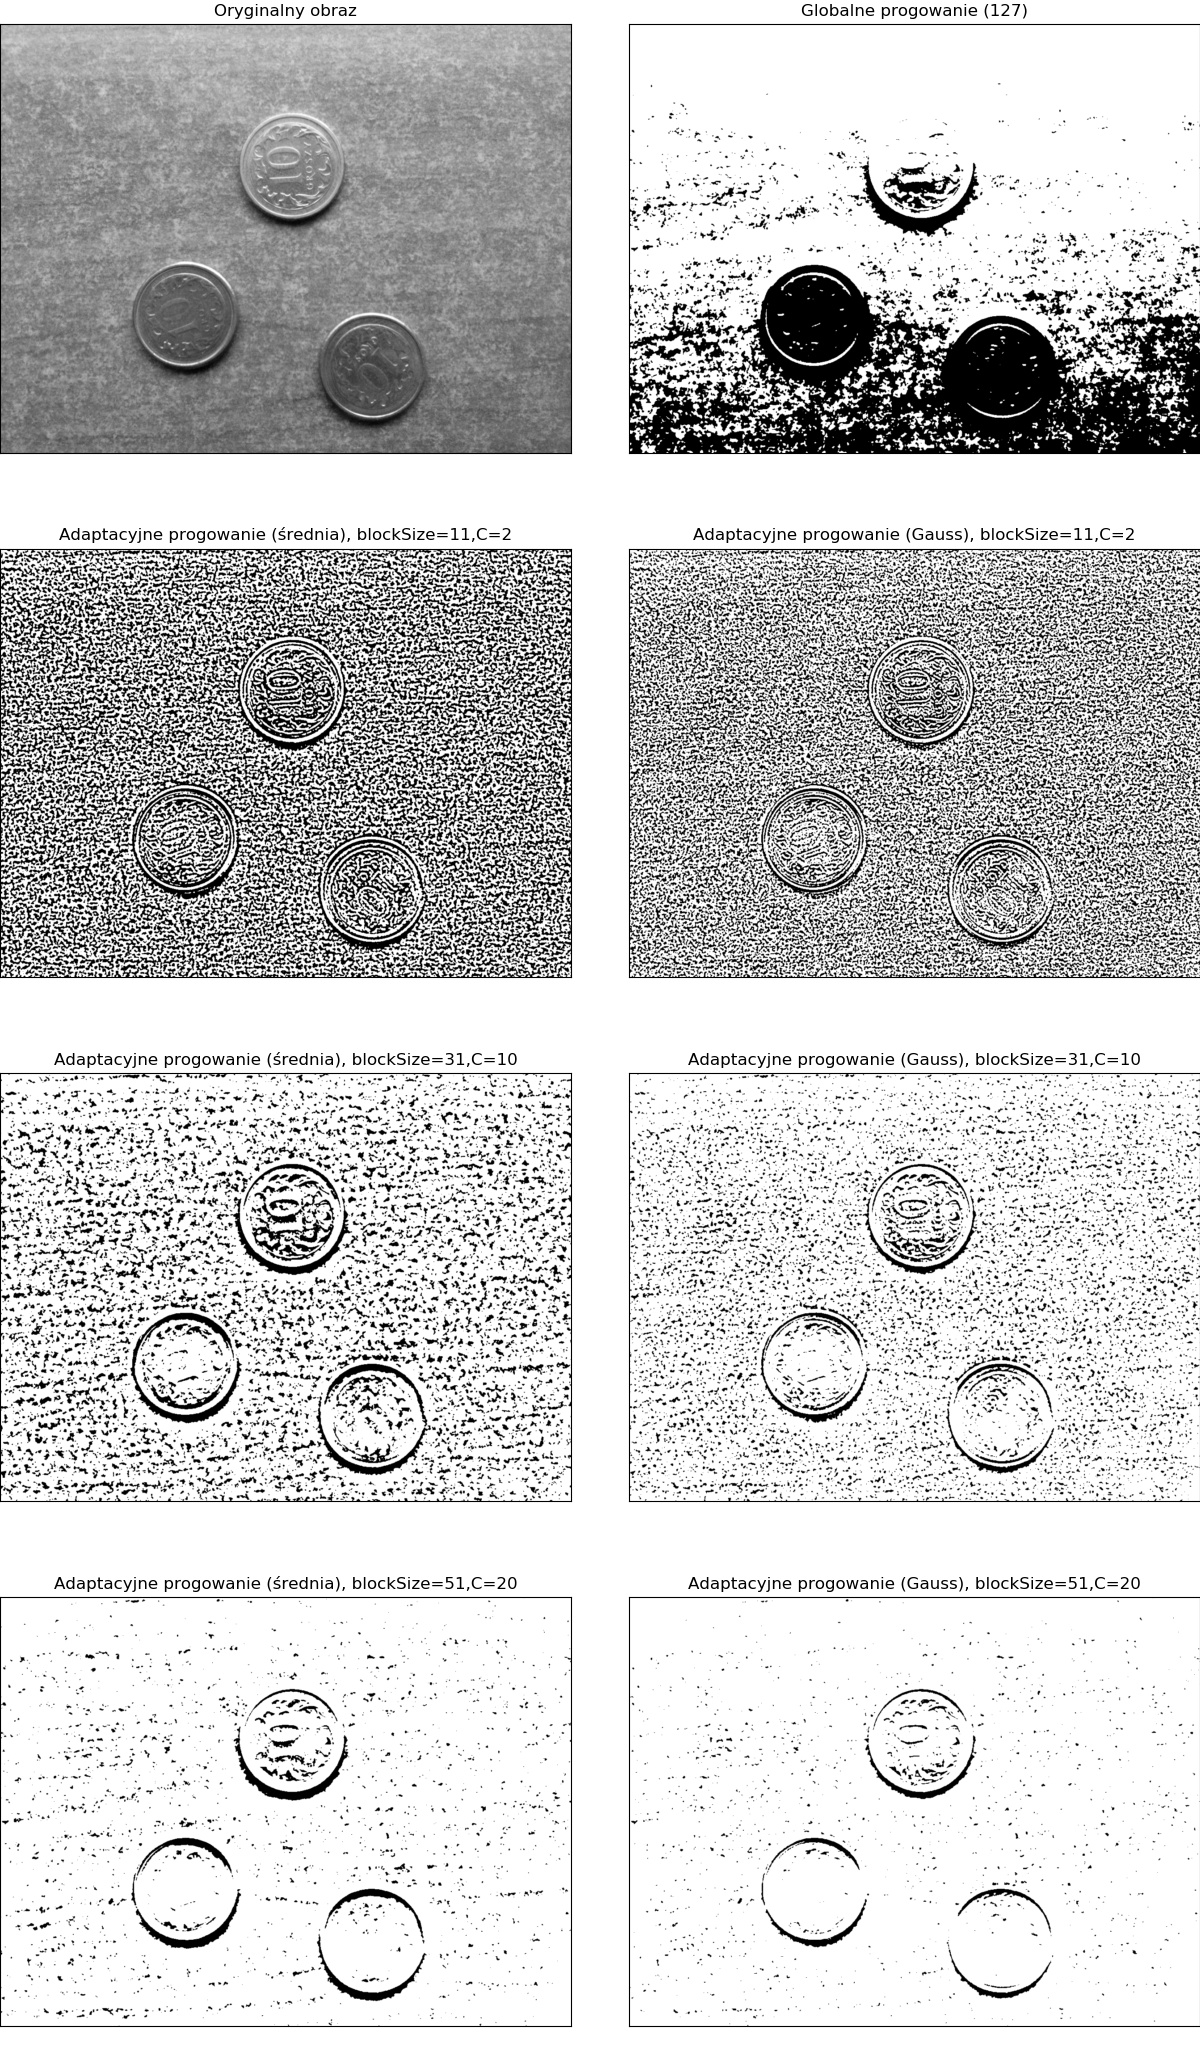 Oryginalny obraz
Globalne progowanie (127)
10
GROSZY
Adaptacyjne progowanie (średnia), blockSize=11,C=2
Adaptacyjne progowanie (Gauss), blockSize=11,C=2
Adaptacyjne progowanie (średnia), blockSize=31,C=10
Adaptacyjne progowanie (Gauss), blockSize=31,C=10
Adaptacyjne progowanie (średnia), blockSize=51,C=20
Adaptacyjne progowanie (Gauss), blockSize=51,C=20